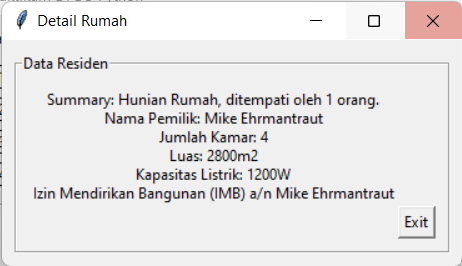 Detail Rumah
Data Residen
Summary: Hunian Rumah, ditempati oleh 1 orang.
Nama Pemilik: Mike Ehrmantraut
Jumlah Kamar: 4
Luas: 2800m2
Kapasitas Listrik: 1200W
Izin Mendirikan Bangunan (IMB) a/n Mike Ehrmantraut
Exit